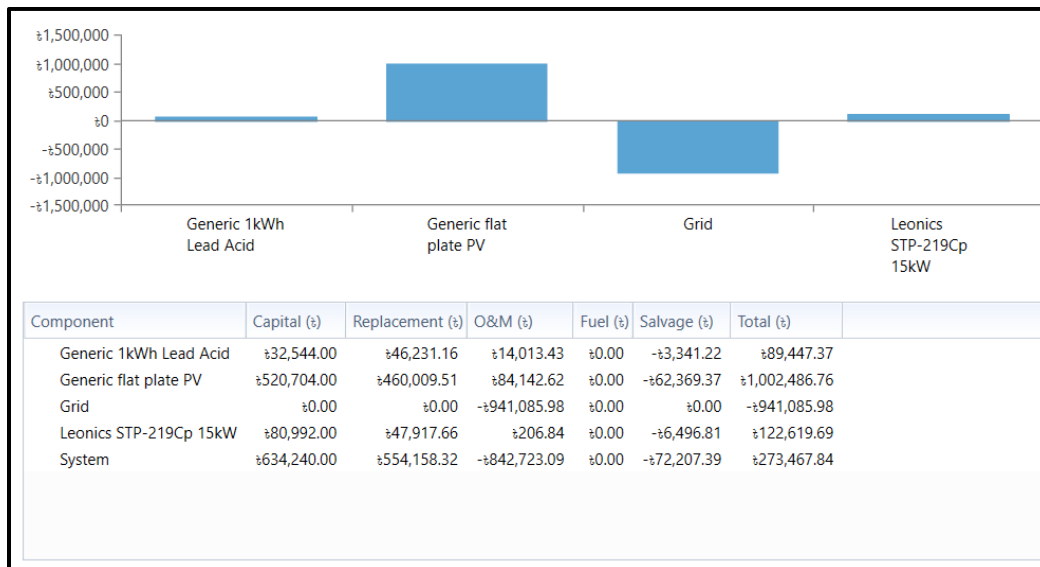 ৳1,500,000
৳1,000,000
৳500,000
৳0
-৳500,000
-৳1,000,000
-৳1,500,000
Generic 1kWh
Lead Acid
Generic flat
plate PV
Grid
Leonics
STP-219Cp
15kW
Component Capital (৳) Replacement (৳) O&M (৳) Fuel (৳) Salvage (৳) Total (৳)
Generic 1kWh Lead Acid ৳32,544.00 ৳46,231.16 ৳14,013.43 ৳0.00 -৳3,341.22 ৳89,447.37
Generic flat plate PV ৳520,704.00 ৳460,009.51 ৳84,142.62 ৳0.00 -৳62,369.37 ৳1,002,486.76
Grid ৳0.00 ৳0.00 -৳941,085.98 ৳0.00 ৳0.00 -৳941,085.98
Leonics STP-219Cp 15kW ৳80,992.00 ৳47,917.66 ৳206.84 ৳0.00 -৳6,496.81 ৳122,619.69
System ৳634,240.00 ৳554,158.32 -৳842,723.09 ৳0.00 -৳72,207.39 ৳273,467.84